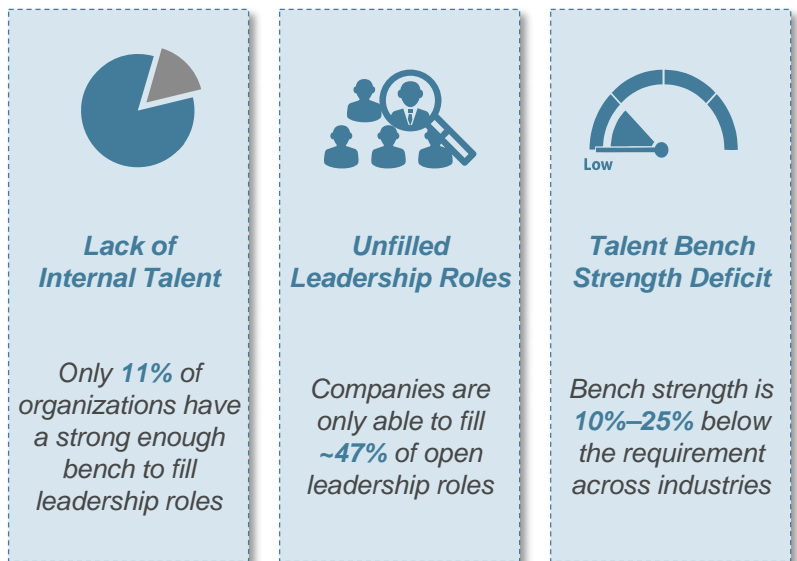 Lack of
Internal Talent
Only 11% of
organizations have
a strong enough
bench to fill
leadership roles
Unfilled
Leadership Roles
Companies are
only able to fill
~47% of open
leadership roles
Low
Talent Bench
Strength Deficit
Bench strength is
10%–25% below
the requirement
across industries